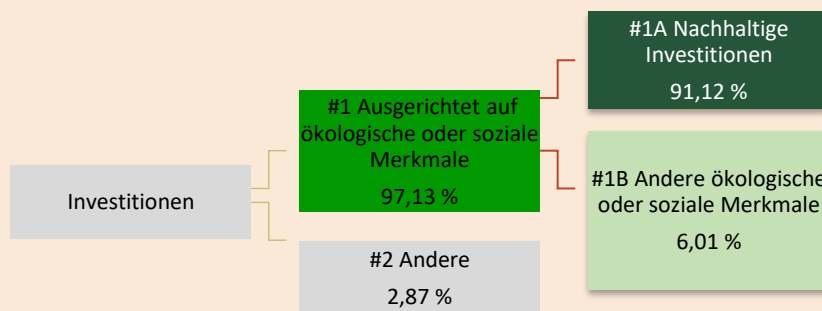 Investitionen
#1 Ausgerichtet auf
ökologische oder soziale
Merkmale
97,13 %
#2 Andere
2,87 %
#1A Nachhaltige
Investitionen
91,12 %
#1B Andere ökologische
oder soziale Merkmale
6,01 %